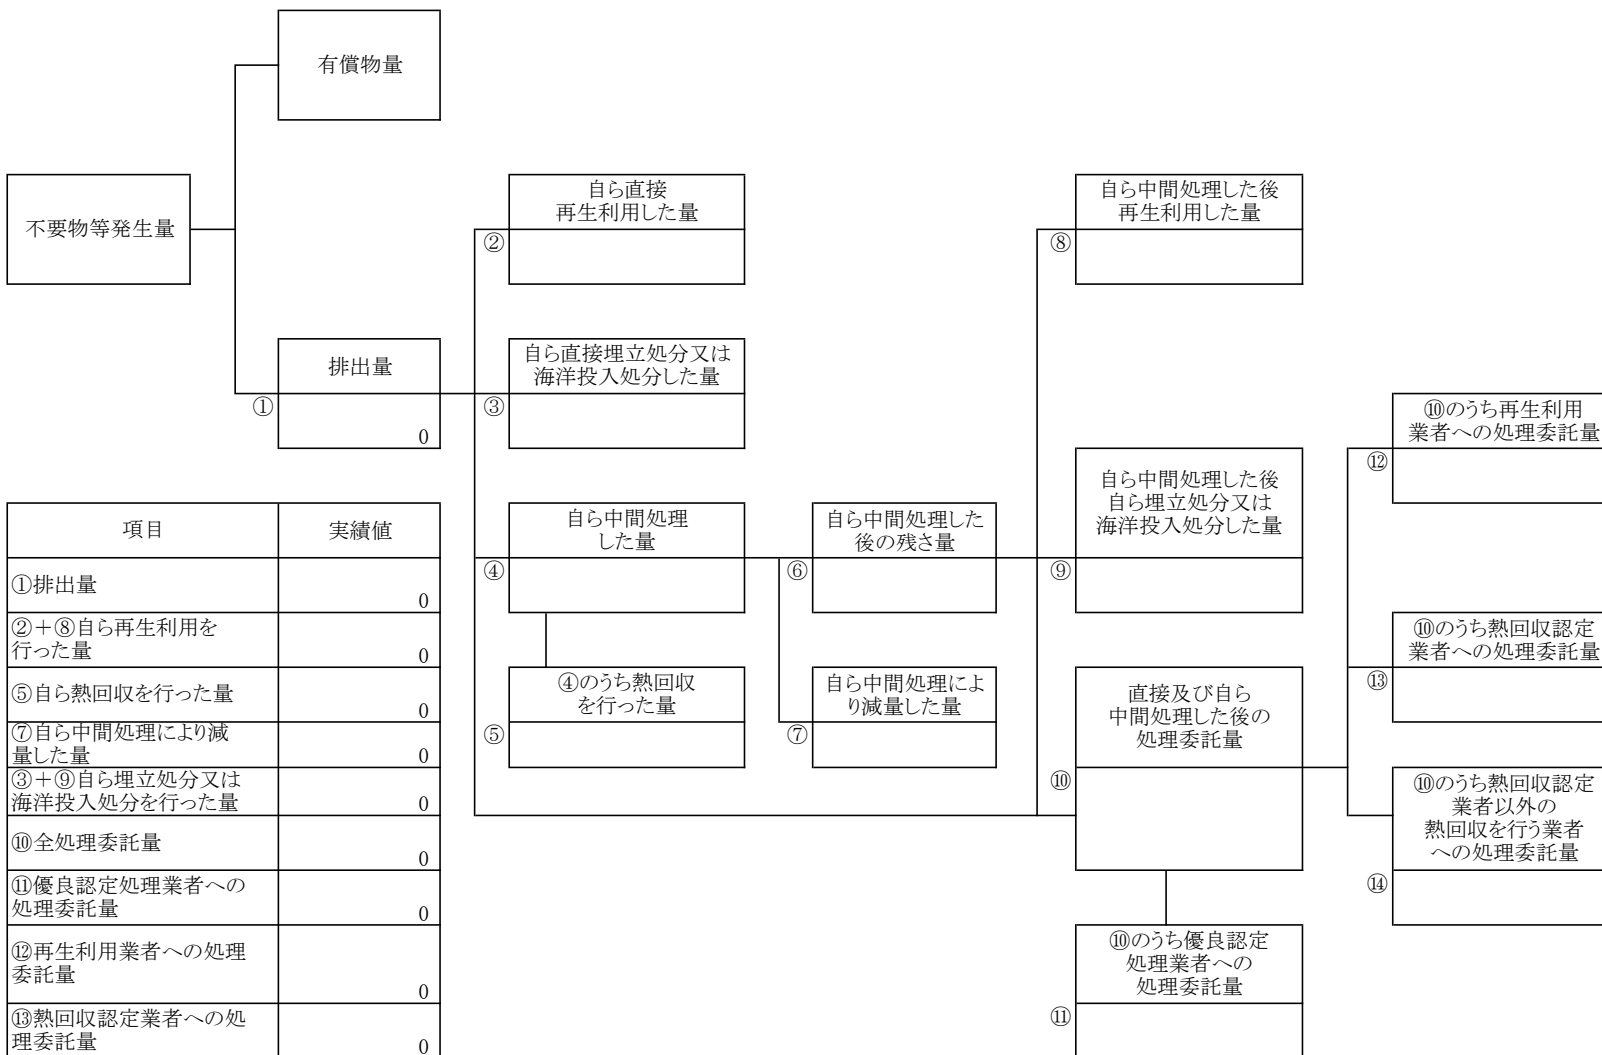 有償物量
不要物等発生量
自ら直接
再生利用した量
②
自ら中間処理した後
再生利用した量
⑧
排出量
①
0
自ら直接埋立処分又は
海洋投入処分した量
③
⑩のうち再生利用
業者への処理委託量
⑫
自ら中間処理
した量
④
自ら中間処理した
後の残さ量
⑥
自ら中間処理した後
自ら埋立処分又は
海洋投入処分した量
⑨
⑩のうち熱回収認定
業者への処理委託量
⑬
④のうち熱回収
を行った量
⑤
自ら中間処理によ
り減量した量
⑦
直接及び自ら
中間処理した後の
処理委託量
⑩
⑩のうち熱回収認定
業者以外の
熱回収を行う業者
への処理委託量
⑭
⑩のうち優良認定
処理業者への
処理委託量
⑪
項目 実績値
①排出量
0
②＋⑧自ら再生利用を
行った量
0
⑤自ら熱回収を行った量
0
⑦自ら中間処理により減
量した量
0
③＋⑨自ら埋立処分又は
海洋投入処分を行った量
0
⑩全処理委託量
0
⑪優良認定処理業者への
処理委託量
0
⑫再生利用業者への処理
委託量
0
⑬熱回収認定業者への処
理委託量
0